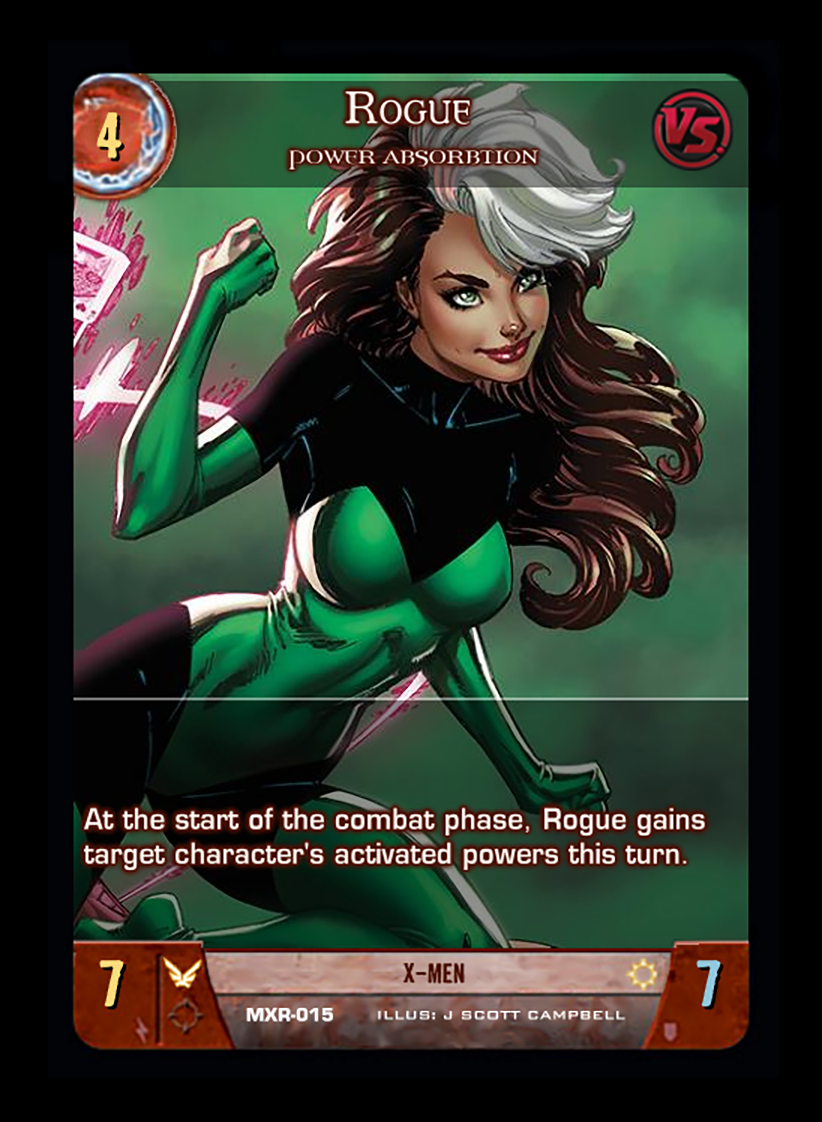 4
Rogue
VS.
POWER ABSORBTION
At the start of the combat phase, Rogue gains
target character's activated powers this turn.
7
X-MEN
7
MXR-015 ILLUS: J SCOTT CAMPBELL